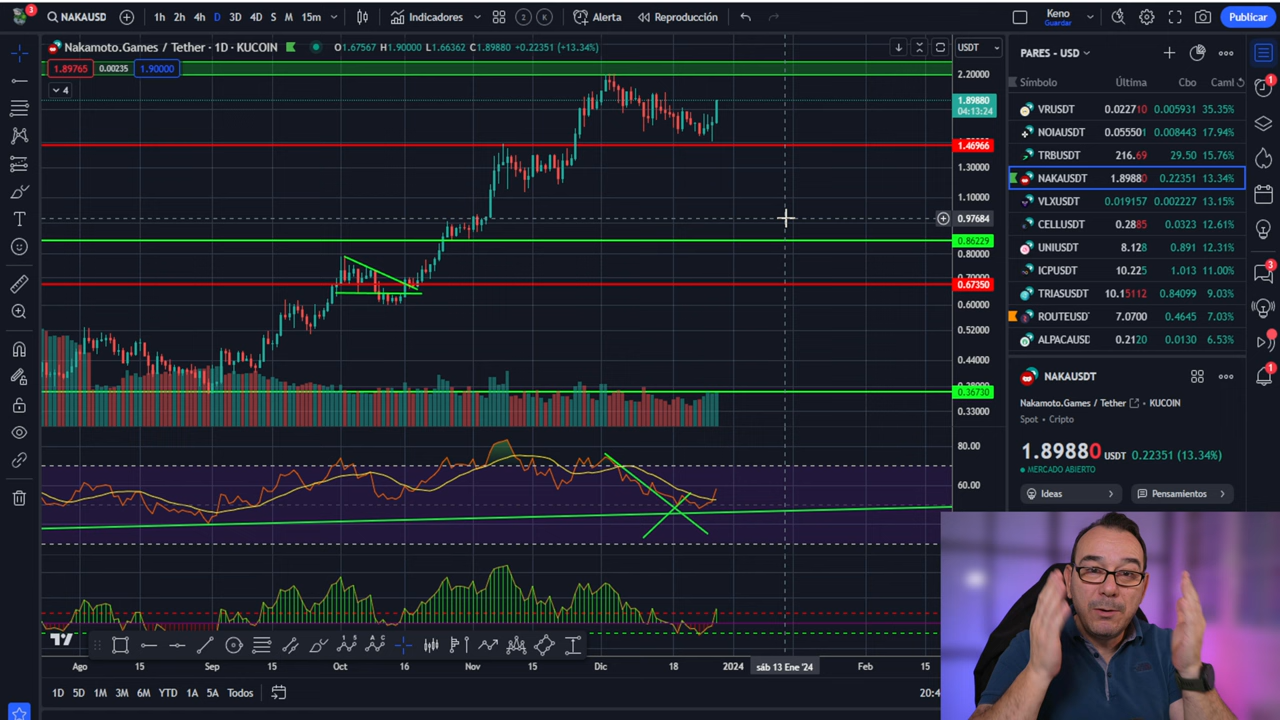 3
NAKAUSD
1h 2h 4h D 3D 4D S M 15m
Indicadores
2 K
Alerta
Reproducción
Keno
Guardar
Publicar
Nakamoto.Games / Tether · 1D · KUCOIN
O1.67567 H1.90000 L1.66362 C1.89880 +0.22351 (+13.34%)
USDT
1.89765 0.00235 1.90000
4
2.20000
1.89880
04:13:24
1.46966
1.30000
1.10000
0.97684
0.86229
0.80000
0.67350
0.60000
0.52000
0.44000
0.36730
0.33000
80.00
60.00
Ago 15 Sep 15 Oct 16 Nov 15 Dic 18 2024 sáb 13 Ene '24 Feb 15
1D 5D 1M 3M 6M YTD 1A 5A Todos
20:4
PARES - USD
Símbolo Última Cbo Caml
VRUSDT 0.022710 0.005931 35.35%
NOIAUSDT 0.055501 0.008443 17.94%
TRBUSDT 216.69 29.50 15.76%
NAKAUSDT 1.89880 0.22351 13.34%
VLXUSDT 0.019157 0.002227 13.15%
CELLUSDT 0.2885 0.0323 12.61%
UNIUSDT 8.128 0.891 12.31%
ICPUSDT 10.225 1.013 11.00%
TRIASUSDT 10.15112 0.84099 9.03%
ROUTEUSD 7.0700 0.4645 7.03%
ALPACAUSD 0.2120 0.0130 6.53%
NAKAUSDT
Nakamoto.Games / Tether · KUCOIN
Spot · Cripto
1.89880 USDT 0.22351 (13.34%)
MERCADO ABIERTO
Ideas
Pensamientos
1
3
1